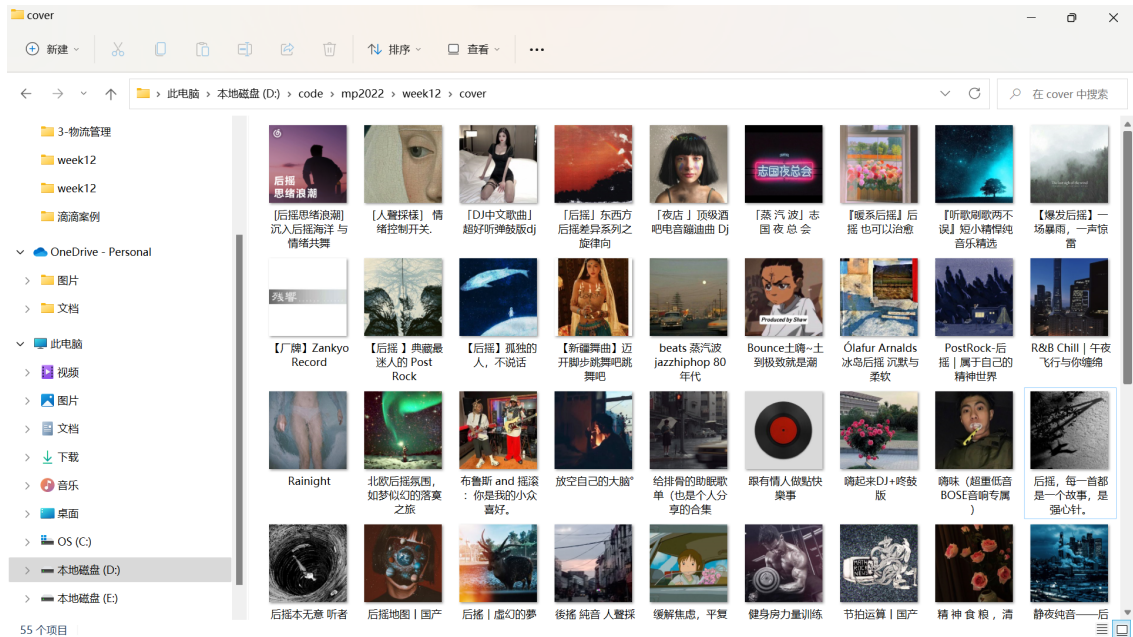 cover
新建
排序
查看
此电脑 > 本地磁盘 (D:) > code > mp2022 > week12 > cover
在 cover 中搜索
3-物流管理
week12
week12
滴滴案例
OneDrive - Personal
图片
文档
此电脑
视频
图片
文档
下载
音乐
桌面
OS (C:)
本地磁盘 (D:)
本地磁盘 (E:)
后摇
思绪浪潮
志国夜总会
[后摇思绪浪潮]
沉入后摇海洋 与
情绪共舞
[人聲採樣] 情
绪控制开关.
「DJ中文歌曲」
超好听弹鼓版dj
「后摇」东西方
后摇差异系列之
旋律向
「夜店 」顶级酒
吧电音蹦迪曲 Dj
「蒸 汽 波」志
国 夜 总 会
『暖系后摇』后
摇 也可以治愈
『听歌刷歌两不
误』短小精悍纯
音乐精选
【爆发后摇】一
场暴雨，一声惊
雷
残響
Produced by Shaw
【厂牌】Zankyo
Record
【后摇 】典藏最
迷人的 Post
Rock
【后摇】孤独的
人，不说话
【新疆舞曲】迈
开脚步跳舞吧跳
舞吧
beats 蒸汽波
jazzhiphop 80
年代
Bounce土嗨~土
到极致就是潮
Ólafur Arnalds
冰岛后摇 沉默与
柔软
PostRock-后
摇 | 属于自己的
精神世界
R&B Chill | 午夜
飞行与你缠绵
Rainight
北欧后摇氛围，
如梦似幻的落寞
之旅
布鲁斯 and 摇滚
：你是我的小众
喜好。
放空自己的大脑°
给排骨的助眠歌
单（也是个人分
享的合集
跟有情人做點快
樂事
嗨起来DJ+咚鼓
版
嗨味（超重低音
BOSE音响专属
）
后摇，每一首都
是一个故事，是
强心针。
后摇本无意 听者
后摇地图丨国产
后搖丨虛幻的夢
後搖 纯音 人聲採
缓解焦虑，平复
健身房力量训练
节拍运算丨国产
精 神 食 粮 ，清
静夜纯音——后
55 个项目